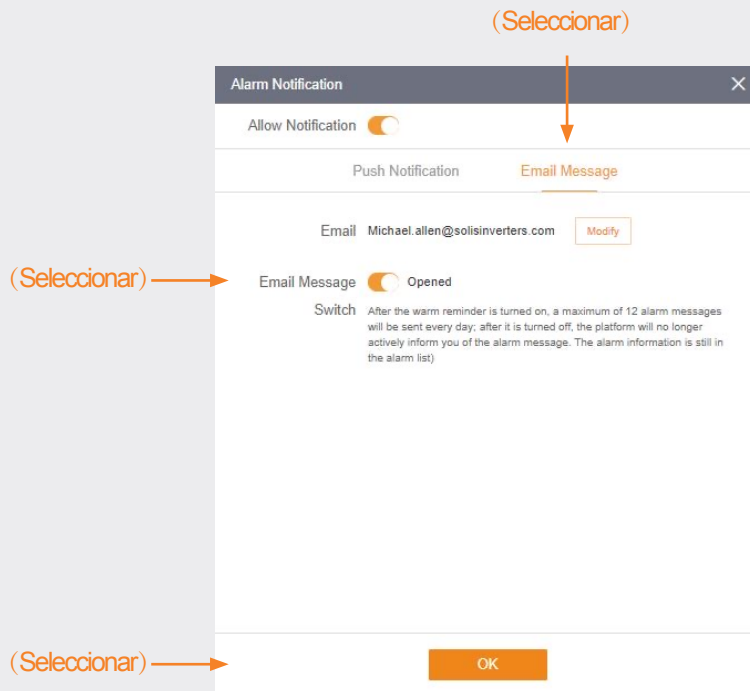 （Seleccionar）
Alarm Notification
Allow Notification
Push Notification Email Message
Email Michael.allen@solisinverters.com Modify
（Seleccionar） Email Message Opened
Switch After the warm reminder is turned on, a maximum of 12 alarm messages
will be sent every day; after it is turned off, the platform will no longer
actively inform you of the alarm message. The alarm information is still in
the alarm list)
（Seleccionar） OK